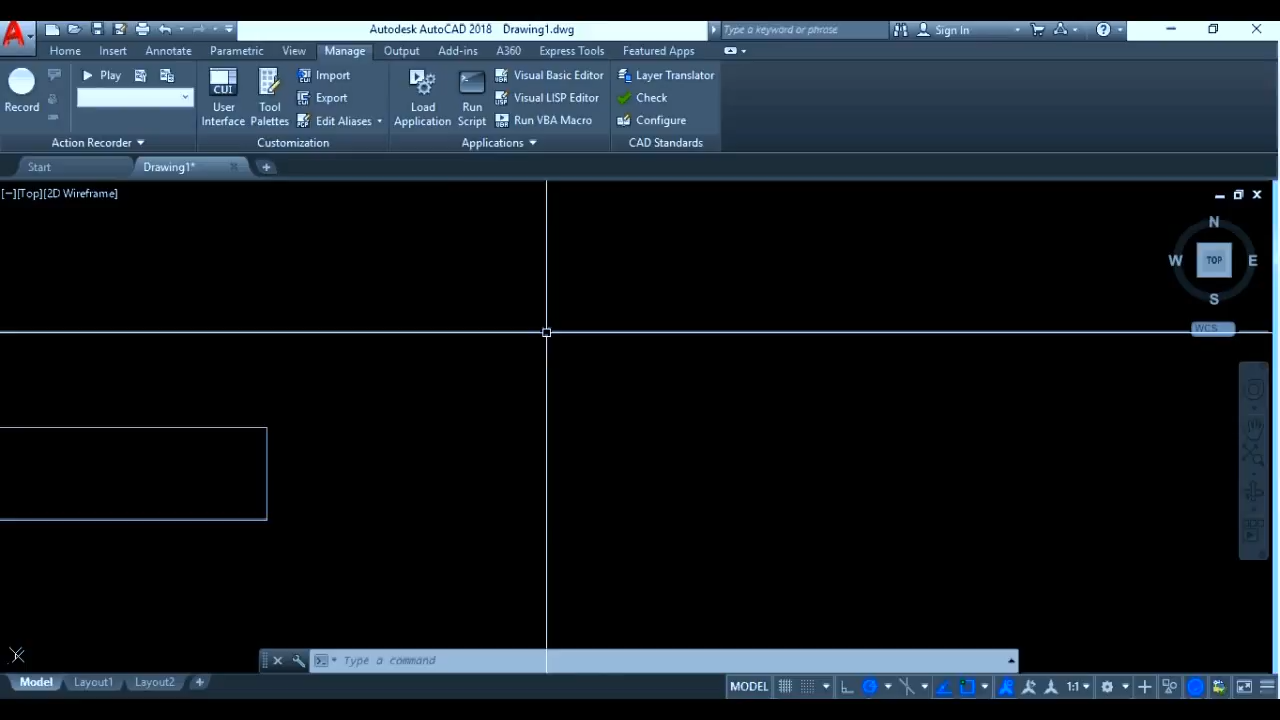 Autodesk AutoCAD 2018 Drawing1.dwg
Type a keyword or phrase
Sign In
Home Insert Annotate Parametric View Manage Output Add-ins A360 Express Tools Featured Apps
Record
Play
CUI
User Interface
Tool Palettes
Import
Export
Edit Aliases
Load Application
Run Script
Visual Basic Editor
Visual LISP Editor
Run VBA Macro
Layer Translator
Check
Configure
Action Recorder Customization Applications CAD Standards
Start Drawing1*
[−][Top][2D Wireframe]
N
W TOP E
S
WCS
Type a command
Model Layout1 Layout2
MODEL 1:1